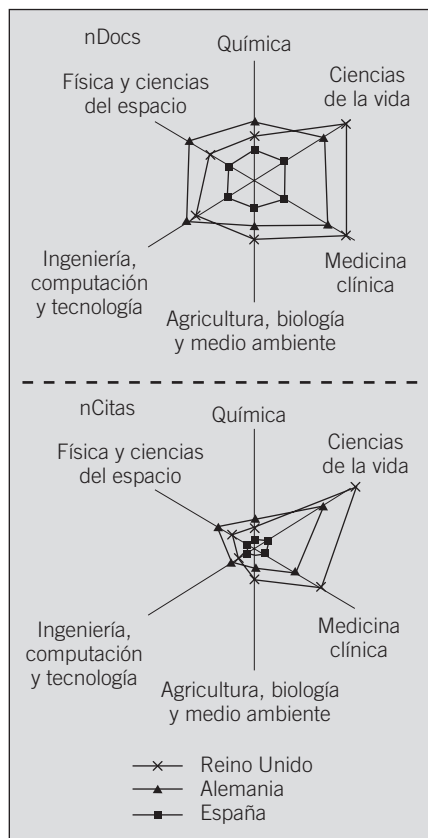 nDocs
Química
Física y ciencias
del espacio
Ciencias
de la vida
Ingeniería,
computación
y tecnología
Medicina
clínica
Agricultura, biología
y medio ambiente
nCitas
Química
Física y ciencias
del espacio
Ciencias
de la vida
Ingeniería,
computación
y tecnología
Medicina
clínica
Agricultura, biología
y medio ambiente
Reino Unido
Alemania
España